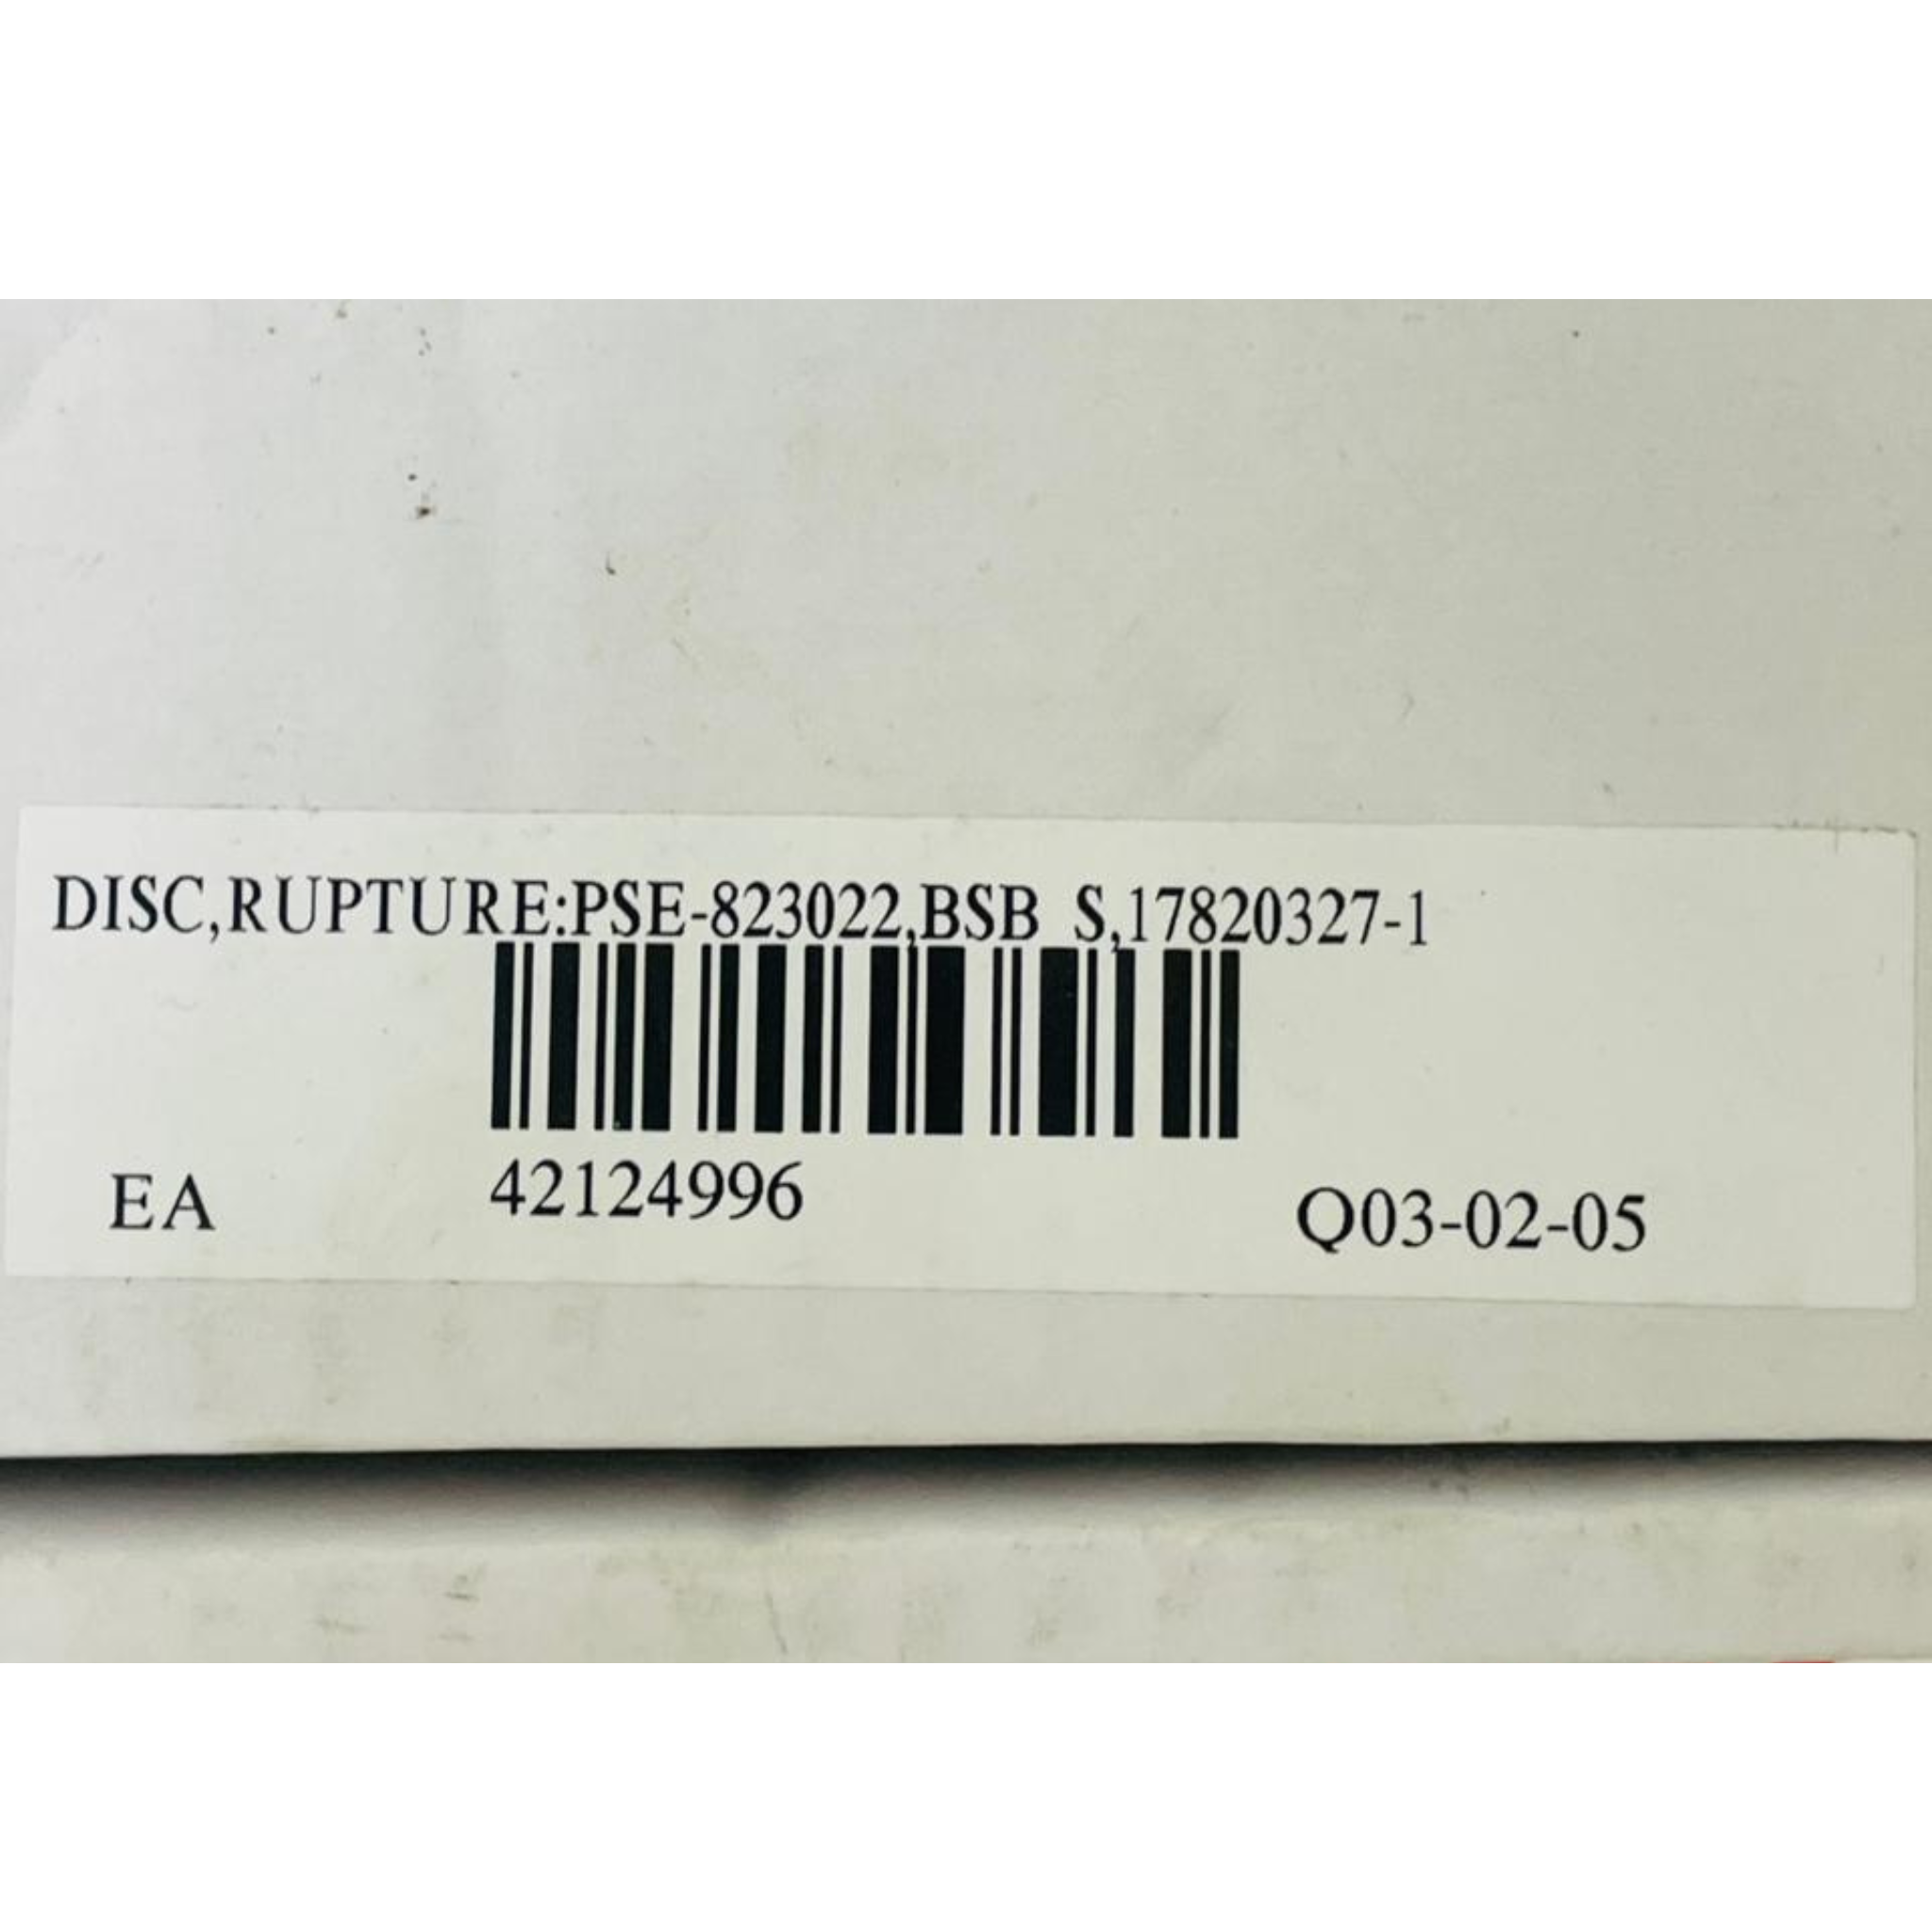 DISC,RUPTURE:PSE-823022,BSB S,17820327-1
EA 42124996 Q03-02-05